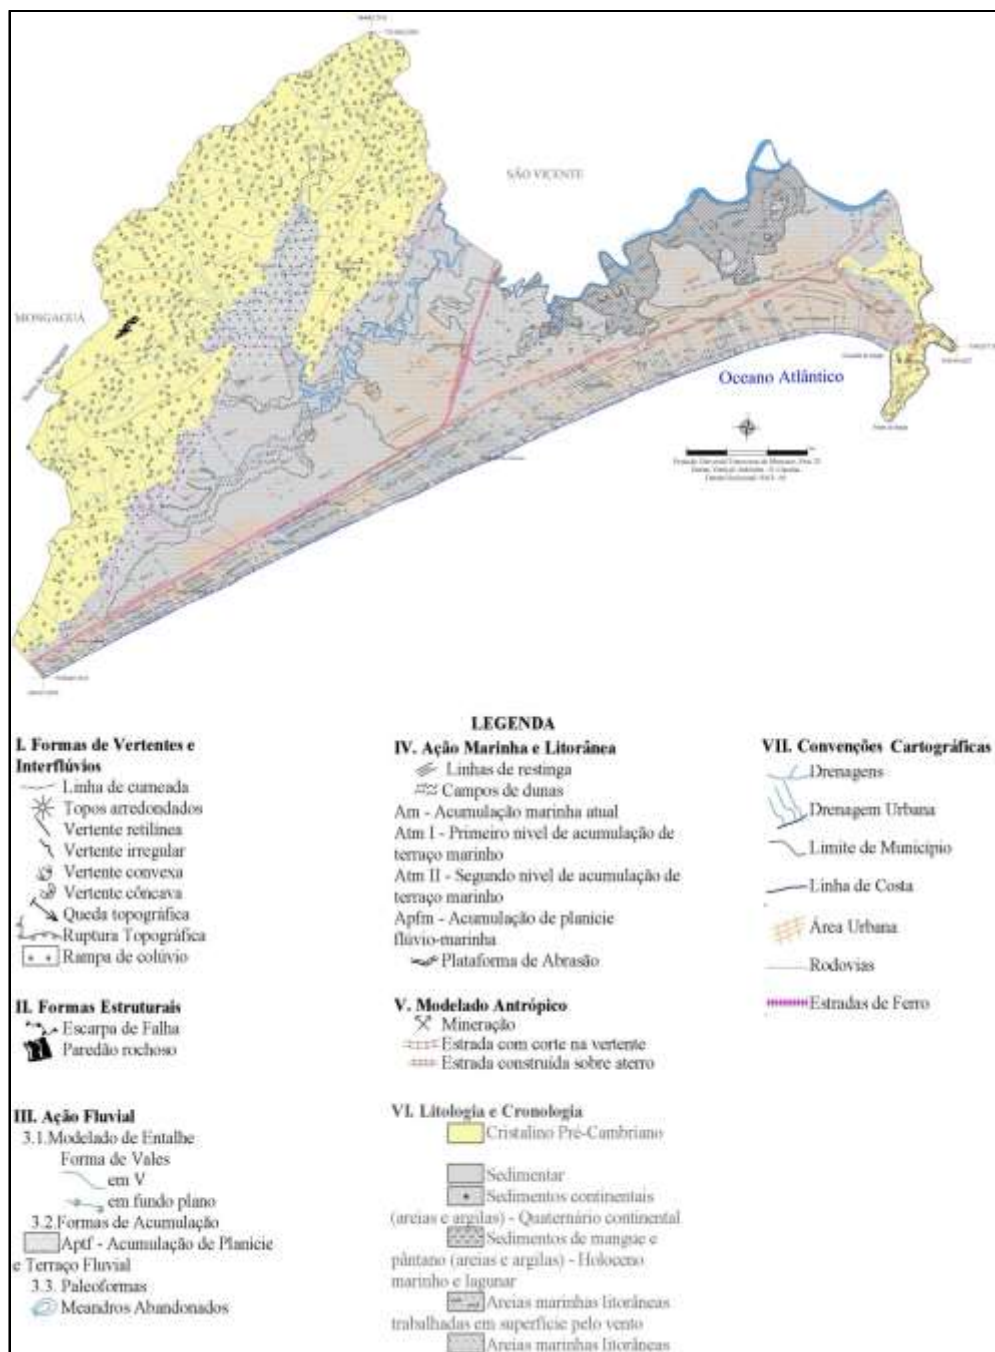 SÃO VICENTE
MONGAGUÁ
Oceano Atlântico
LEGENDA
I. Formas de Vertentes e
Interflúvios
Linha de cumeada
Topos arredondados
Vertente retilínea
Vertente irregular
Vertente convexa
Vertente côncava
Queda topográfica
Ruptura Topográfica
Rampa de colúvio
II. Formas Estruturais
Escarpa de Falha
Paredão rochoso
III. Ação Fluvial
3.1.Modelado de Entalhe
Forma de Vales
em V
em fundo plano
3.2.Formas de Acumulação
Aptf - Acumulação de Planície
e Terraço Fluvial
3.3. Paleoformas
Meandros Abandonados
IV. Ação Marinha e Litorânea
Linhas de restinga
Campos de dunas
Am - Acumulação marinha atual
Atm I - Primeiro nível de acumulação de
terraço marinho
Atm II - Segundo nível de acumulação de
terraço marinho
Apfm - Acumulação de planície
flúvio-marinha
Plataforma de Abrasão
V. Modelado Antrópico
Mineração
Estrada com corte na vertente
Estrada construída sobre aterro
VI. Litologia e Cronologia
Cristalino Pré-Cambriano
Sedimentar
Sedimentos continentais
(areias e argilas) - Quaternário continental
Sedimentos de mangue e
pântano (areias e argilas) - Holoceno
marinho e lagunar
Areias marinhas litorâneas
trabalhadas em superfície pelo vento
Areias marinhas litorâneas
VII. Convenções Cartográficas
Drenagens
Drenagem Urbana
Limite de Município
Linha de Costa
Área Urbana
Rodovias
Estradas de Ferro